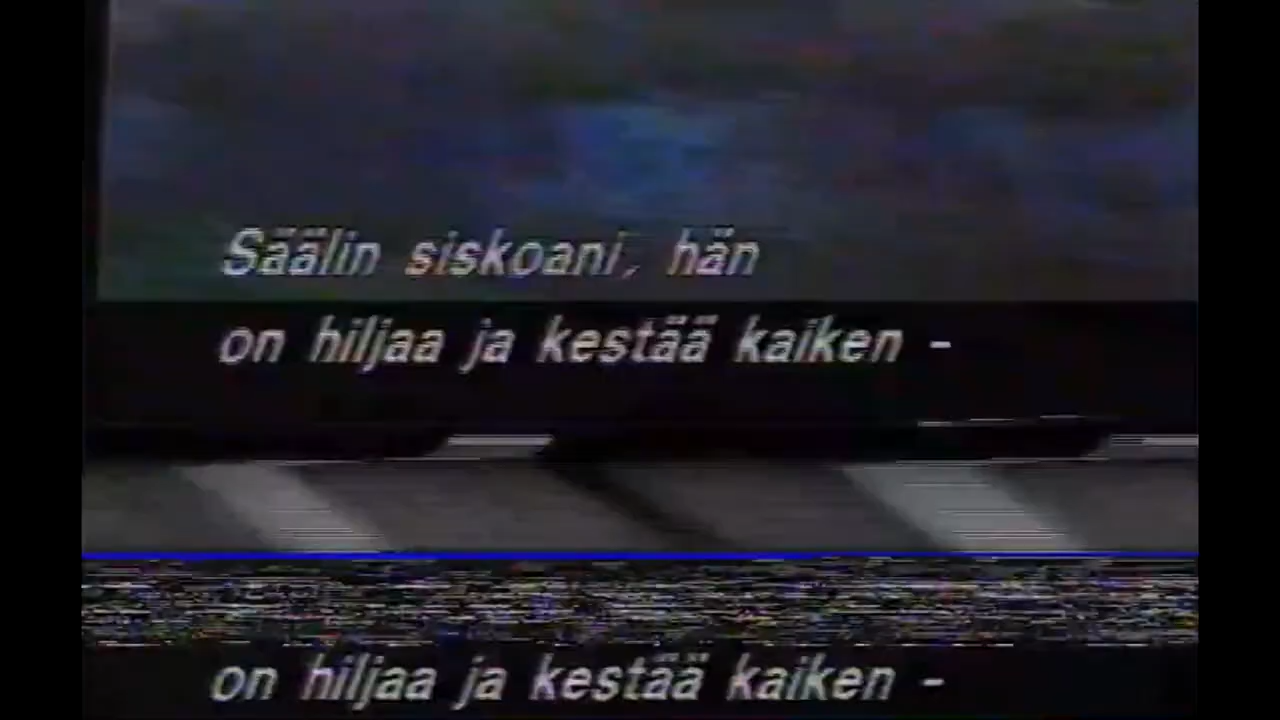 Säälin siskoani, hän
on hiljaa ja kestää kaiken -
on hiljaa ja kestää kaiken -